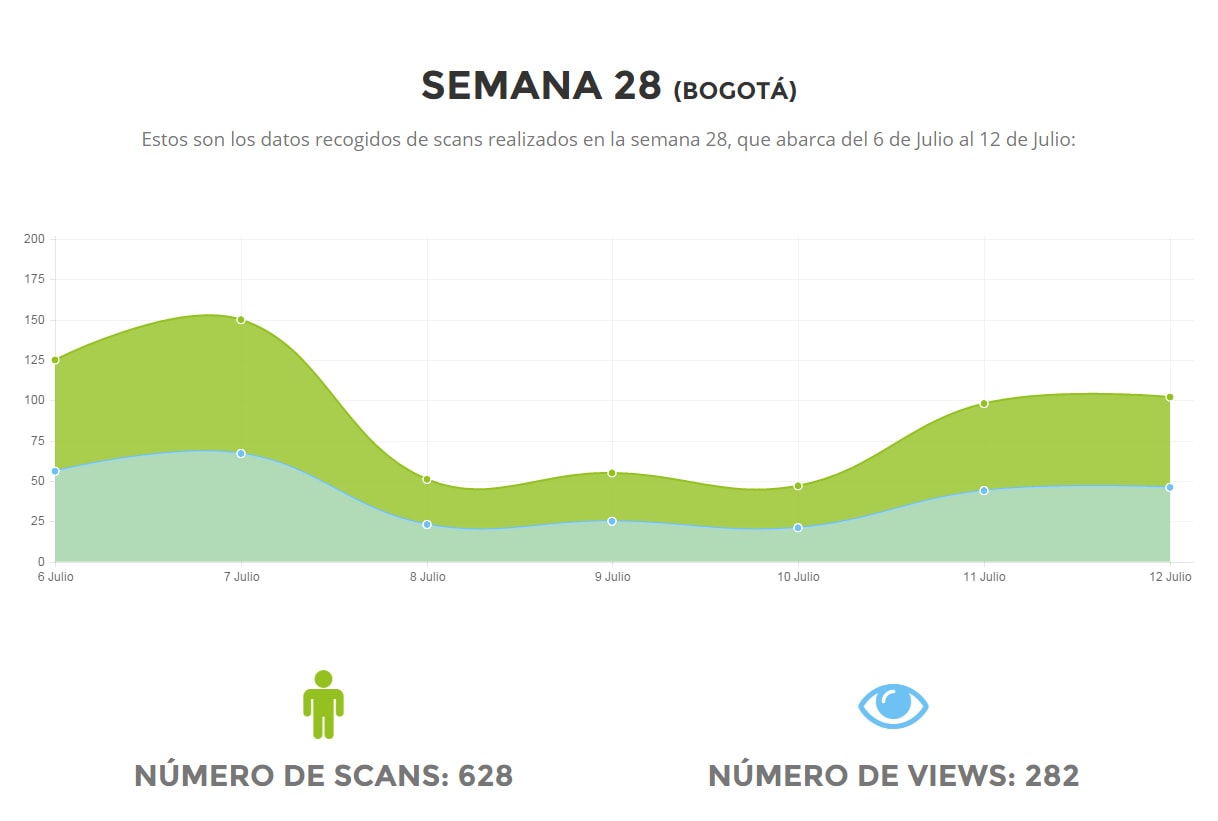 SEMANA 28 (BOGOTÁ)
Estos son los datos recogidos de scans realizados en la semana 28, que abarca del 6 de Julio al 12 de Julio:
200
175
150
125
100
75
50
25
0
6 Julio 7 Julio 8 Julio 9 Julio 10 Julio 11 Julio 12 Julio
NÚMERO DE SCANS: 628 NÚMERO DE VIEWS: 282